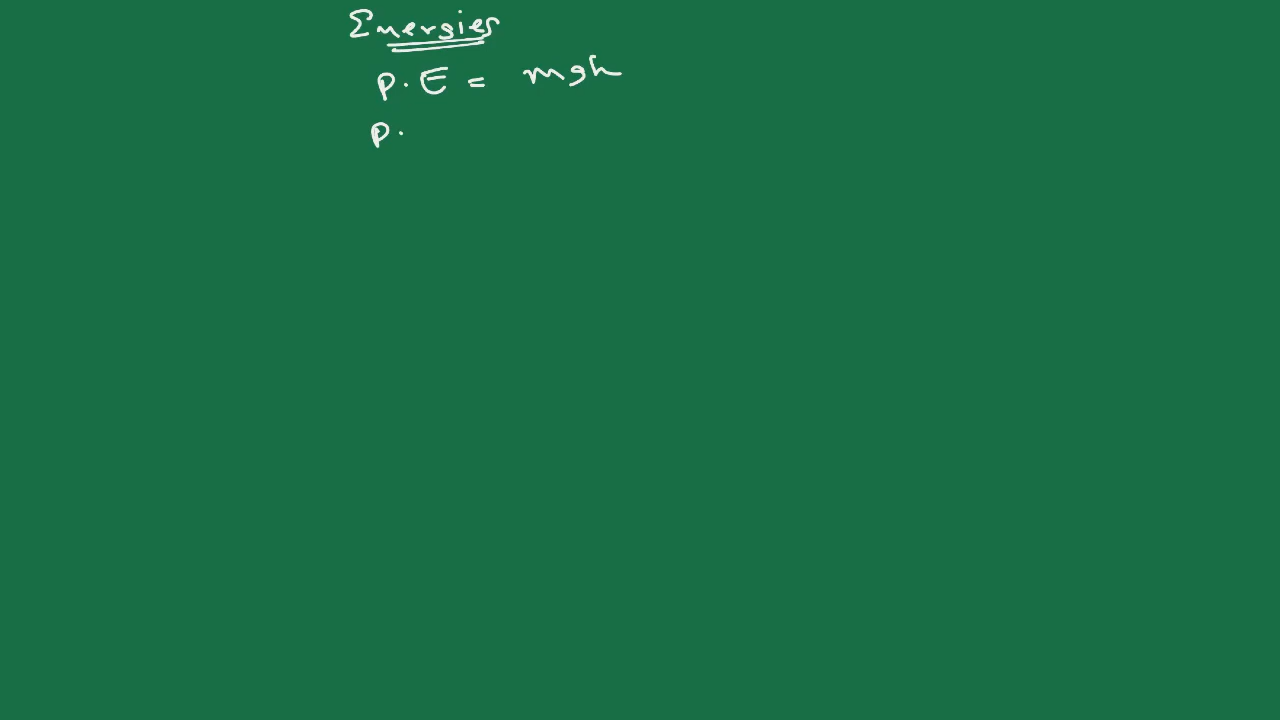 Energies
P.E = mgh
P.